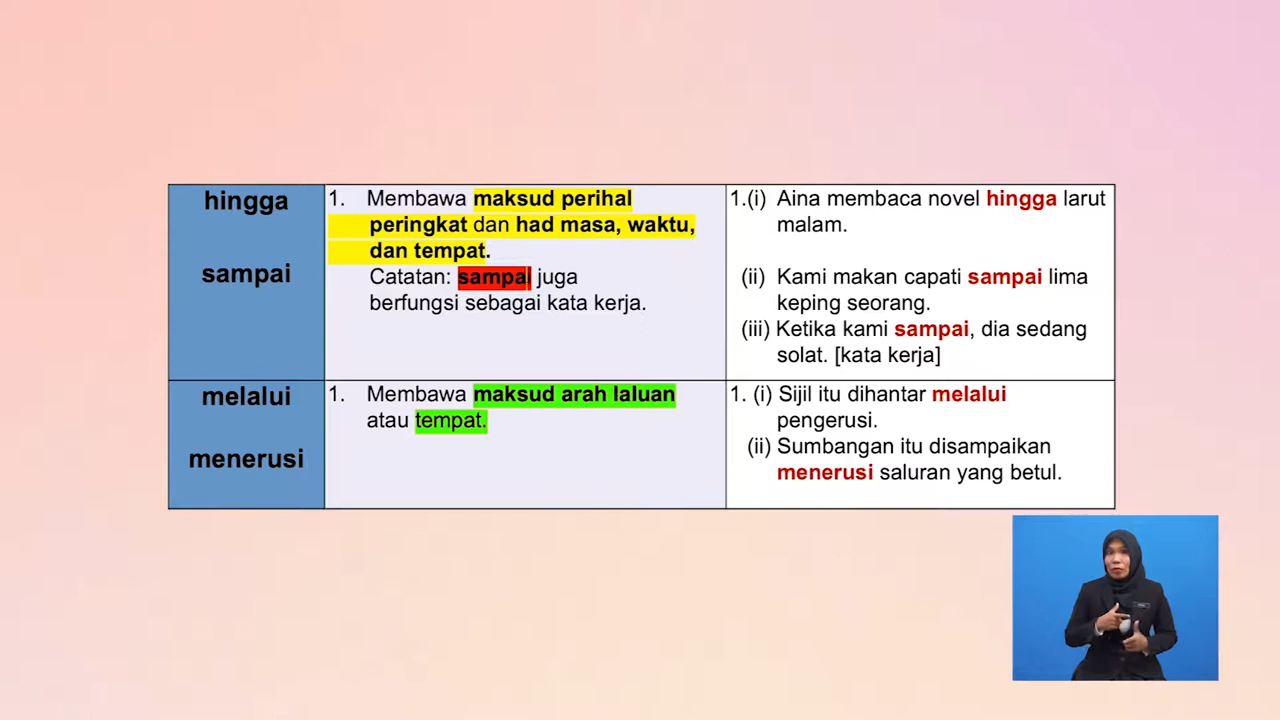 hingga
sampai
1. Membawa maksud perihal
peringkat dan had masa, waktu,
dan tempat.
Catatan: sampai juga
berfungsi sebagai kata kerja.
1.(i) Aina membaca novel hingga larut
malam.
(ii) Kami makan capati sampai lima
keping seorang.
(iii) Ketika kami sampai, dia sedang
solat. [kata kerja]
melalui
menerusi
1. Membawa maksud arah laluan
atau tempat.
1. (i) Sijil itu dihantar melalui
pengerusi.
(ii) Sumbangan itu disampaikan
menerusi saluran yang betul.